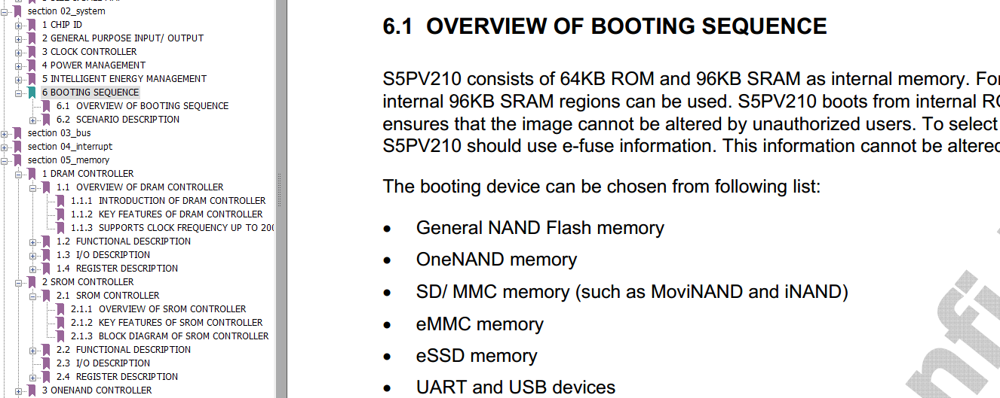 section 02_system
1 CHIP ID
2 GENERAL PURPOSE INPUT/ OUTPUT
3 CLOCK CONTROLLER
4 POWER MANAGEMENT
5 INTELLIGENT ENERGY MANAGEMENT
6 BOOTING SEQUENCE
6.1 OVERVIEW OF BOOTING SEQUENCE
6.2 SCENARIO DESCRIPTION
section 03_bus
section 04_interrupt
section 05_memory
1 DRAM CONTROLLER
1.1 OVERVIEW OF DRAM CONTROLLER
1.1.1 INTRODUCTION OF DRAM CONTROLLER
1.1.2 KEY FEATURES OF DRAM CONTROLLER
1.1.3 SUPPORTS CLOCK FREQUENCY UP TO 200
1.2 FUNCTIONAL DESCRIPTION
1.3 I/O DESCRIPTION
1.4 REGISTER DESCRIPTION
2 SROM CONTROLLER
2.1 SROM CONTROLLER
2.1.1 OVERVIEW OF SROM CONTROLLER
2.1.2 KEY FEATURES OF SROM CONTROLLER
2.1.3 BLOCK DIAGRAM OF SROM CONTROLLER
2.2 FUNCTIONAL DESCRIPTION
2.3 I/O DESCRIPTION
2.4 REGISTER DESCRIPTION
3 ONENAND CONTROLLER
6.1 OVERVIEW OF BOOTING SEQUENCE
S5PV210 consists of 64KB ROM and 96KB SRAM as internal memory. For
internal 96KB SRAM regions can be used. S5PV210 boots from internal RO
ensures that the image cannot be altered by unauthorized users. To select
S5PV210 should use e-fuse information. This information cannot be altered
The booting device can be chosen from following list:
• General NAND Flash memory
• OneNAND memory
• SD/ MMC memory (such as MoviNAND and iNAND)
• eMMC memory
• eSSD memory
• UART and USB devices
nfi